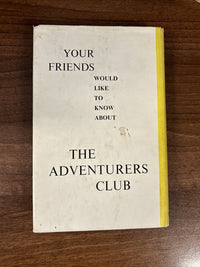 YOUR
FRIENDS
WOULD
LIKE
TO
KNOW
ABOUT
THE
ADVENTURERS
CLUB